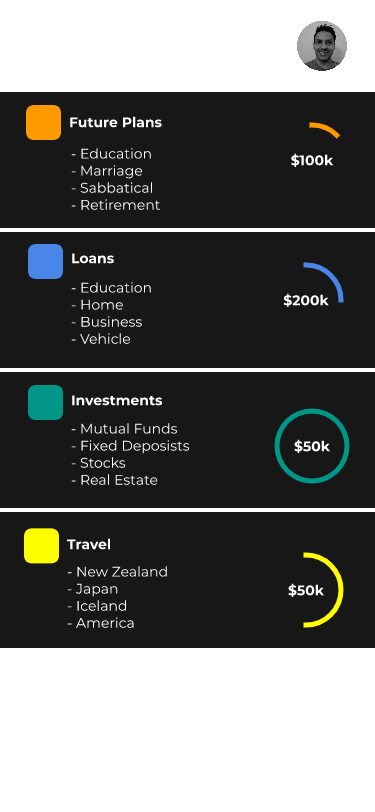 Future Plans
- Education
- Marriage
- Sabbatical
- Retirement
$100k
Loans
- Education
- Home
- Business
- Vehicle
$200k
Investments
- Mutual Funds
- Fixed Deposists
- Stocks
- Real Estate
$50k
Travel
- New Zealand
- Japan
- Iceland
- America
$50k